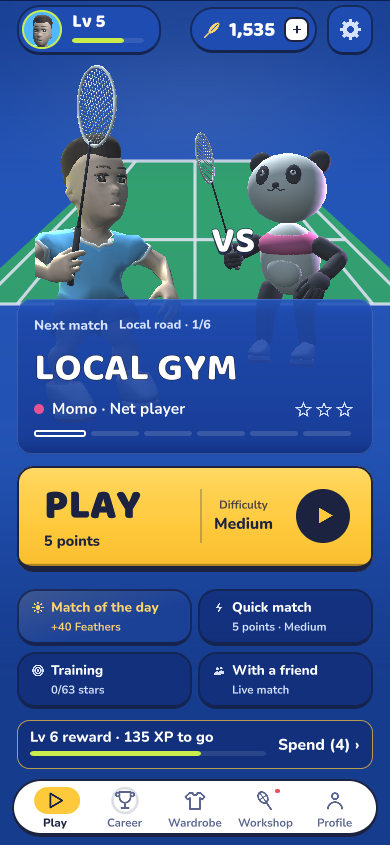 Lv 5
1,535 +
VS
Next match Local road · 1/6
LOCAL GYM
Momo · Net player
PLAY
5 points
Difficulty
Medium
Match of the day
+40 Feathers
Quick match
5 points · Medium
Training
0/63 stars
With a friend
Live match
Lv 6 reward · 135 XP to go
Spend (4) ›
Play
Career
Wardrobe
Workshop
Profile